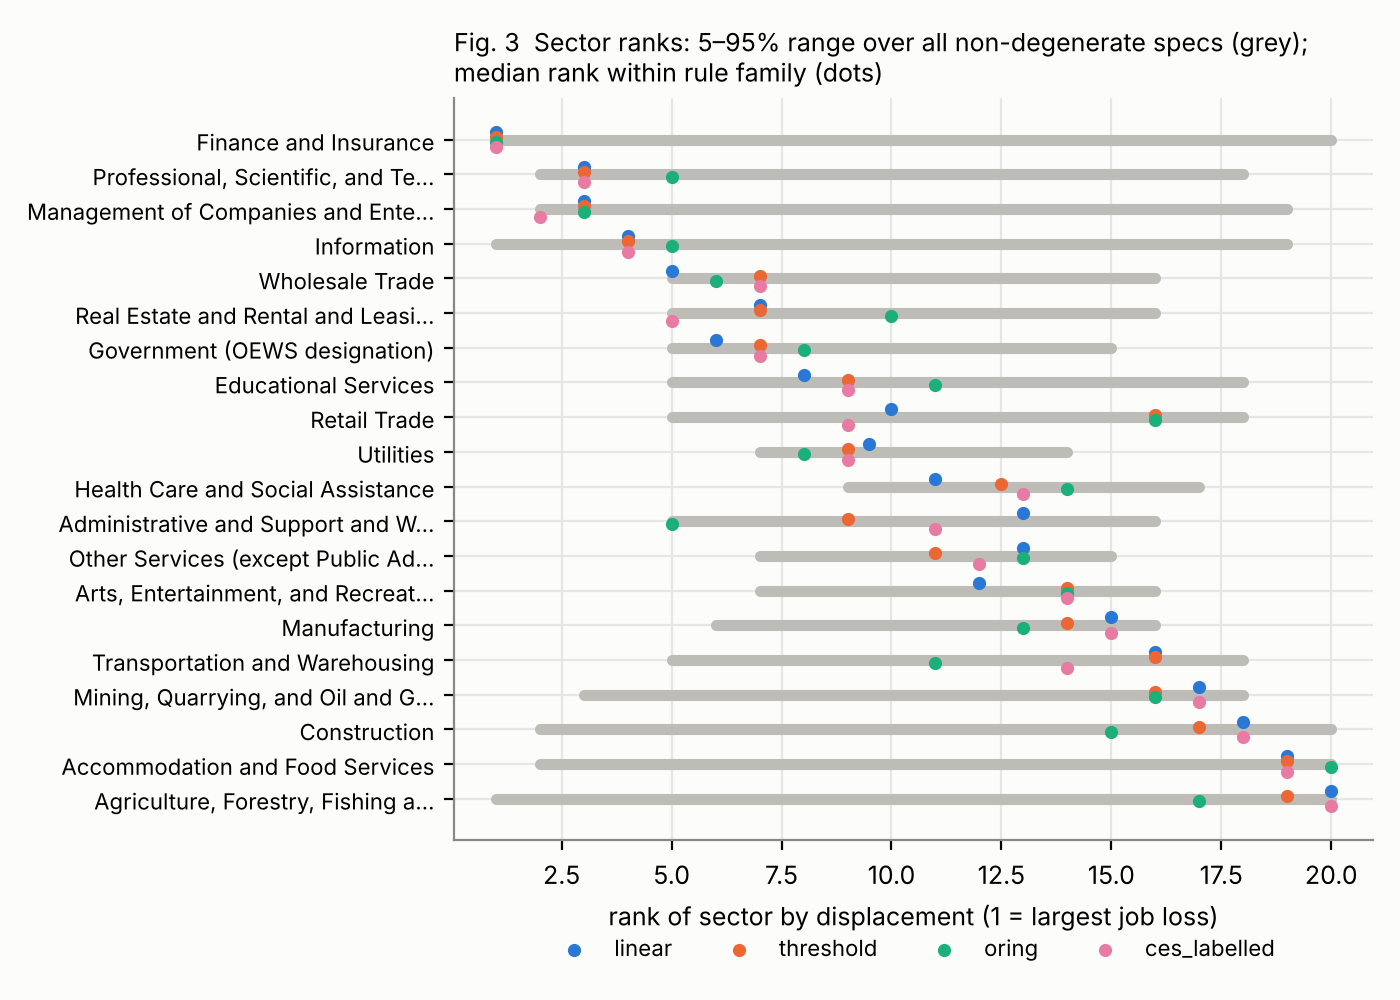 Fig. 3  Sector ranks: 5–95% range over all non-degenerate specs (grey);
median rank within rule family (dots)
Finance and Insurance
Professional, Scientific, and Te...
Management of Companies and Ente...
Information
Wholesale Trade
Real Estate and Rental and Leasi...
Government (OEWS designation)
Educational Services
Retail Trade
Utilities
Health Care and Social Assistance
Administrative and Support and W...
Other Services (except Public Ad...
Arts, Entertainment, and Recreat...
Manufacturing
Transportation and Warehousing
Mining, Quarrying, and Oil and G...
Construction
Accommodation and Food Services
Agriculture, Forestry, Fishing a...
2.5 5.0 7.5 10.0 12.5 15.0 17.5 20.0
rank of sector by displacement (1 = largest job loss)
linear threshold oring ces_labelled